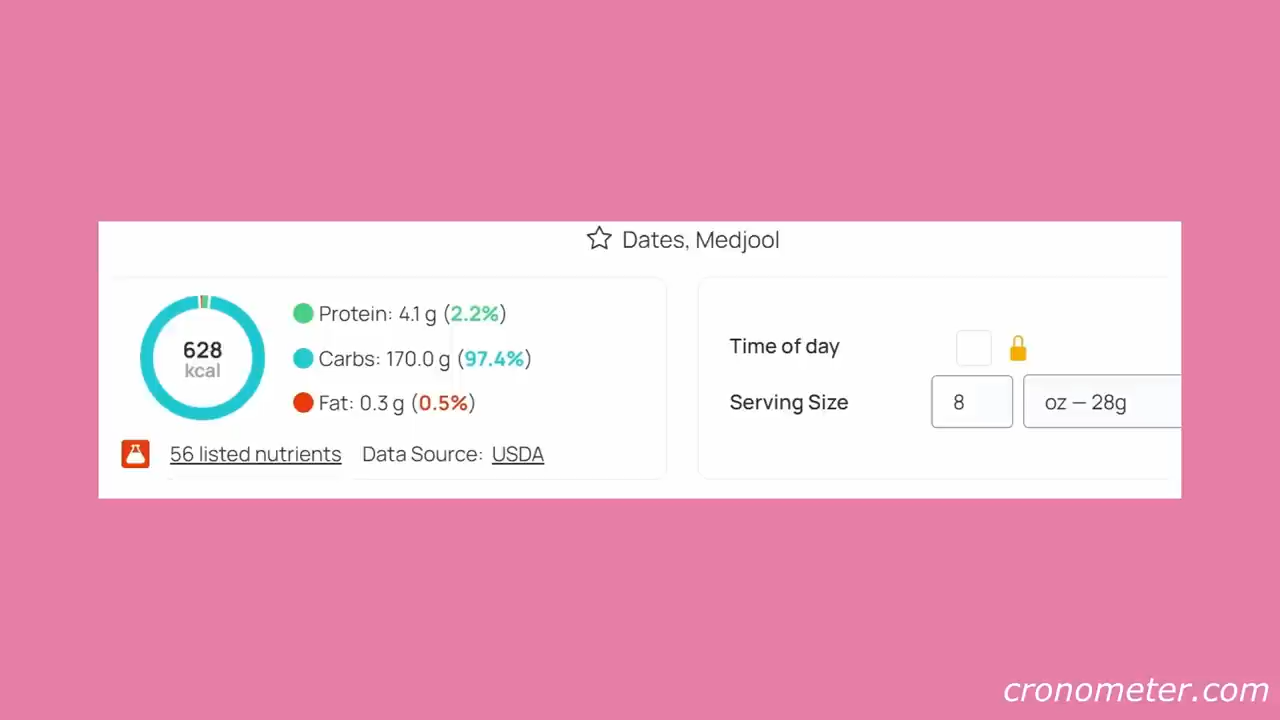 Dates, Medjool
628
kcal
Protein: 4.1 g (2.2%)
Carbs: 170.0 g (97.4%)
Fat: 0.3 g (0.5%)
56 listed nutrients Data Source: USDA
Time of day
Serving Size 8 oz – 28g
cronometer.com